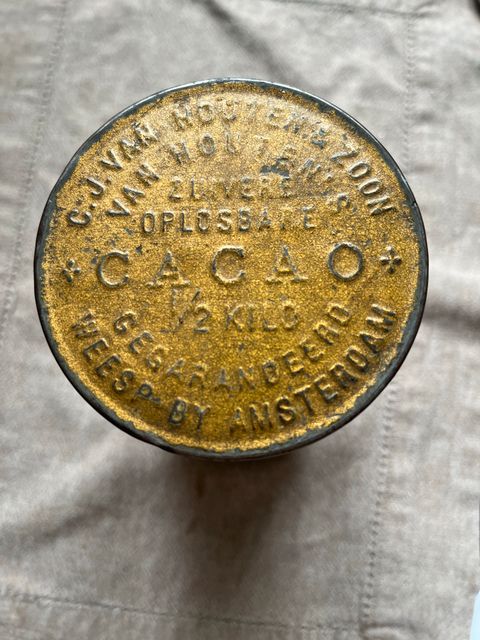 C.J. VAN HOUTEN & ZOON
VAN HOUTEN'S
ZUIVERE
OPLOSBARE
CACAO
½ KILO
GEGARANDEERD
WEESP-BY AMSTERDAM